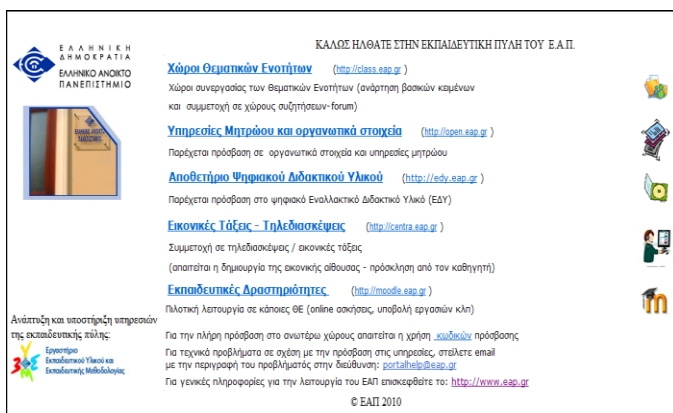 ΕΛΛΗΝΙΚΗ
ΔΗΜΟΚΡΑΤΙΑ
ΕΛΛΗΝΙΚΟ ΑΝΟΙΚΤΟ
ΠΑΝΕΠΙΣΤΗΜΙΟ
ΚΑΛΩΣ ΗΛΘΑΤΕ ΣΤΗΝ ΕΚΠΑΙΔΕΥΤΙΚΗ ΠΥΛΗ ΤΟΥ Ε.Α.Π.
Χώροι Θεματικών Ενοτήτων (http://class.eap.gr )
Χώροι συνεργασίας των Θεματικών Ενοτήτων (ανάρτηση βασικών κειμένων
και συμμετοχή σε χώρους συζητήσεων-forum)
Υπηρεσίες Μητρώου και οργανωτικά στοιχεία (http://open.eap.gr )
Παρέχεται πρόσβαση σε οργανωτικά στοιχεία και υπηρεσίες μητρώου
Αποθετήριο Ψηφιακού Διδακτικού Υλικού (http://edy.eap.gr )
Παρέχεται πρόσβαση στο ψηφιακό Εναλλακτικό Διδακτικό Υλικό (ΕΔΥ)
Εικονικές Τάξεις - Τηλεδιασκέψεις (http://centra.eap.gr )
Συμμετοχή σε τηλεδιασκέψεις / εικονικές τάξεις
(απαιτείται η δημιουργία της εικονικής αίθουσας - πρόσκληση από τον καθηγητή)
Εκπαιδευτικές Δραστηριότητες (http://moodle.eap.gr )
Πιλοτική λειτουργία σε κάποιες ΘΕ (online ασκήσεις, υποβολή εργασιών κλπ)
Για την πλήρη πρόσβαση στο ανωτέρω χώρους απαιτείται η χρήση κωδικών πρόσβασης
Για τεχνικά προβλήματα σε σχέση με την πρόσβαση στις υπηρεσίες, στείλετε email
με την περιγραφή του προβλήματός στην διεύθυνση: portalhelp@eap.gr
Για γενικές πληροφορίες για την λειτουργία του ΕΑΠ επισκεφθείτε το: http://www.eap.gr
© ΕΑΠ 2010
Ανάπτυξη και υποστήριξη υπηρεσιών
της εκπαιδευτικής πύλης:
Εργαστήριο
Εκπαιδευτικού Υλικού και
Εκπαιδευτικής Μεθοδολογίας